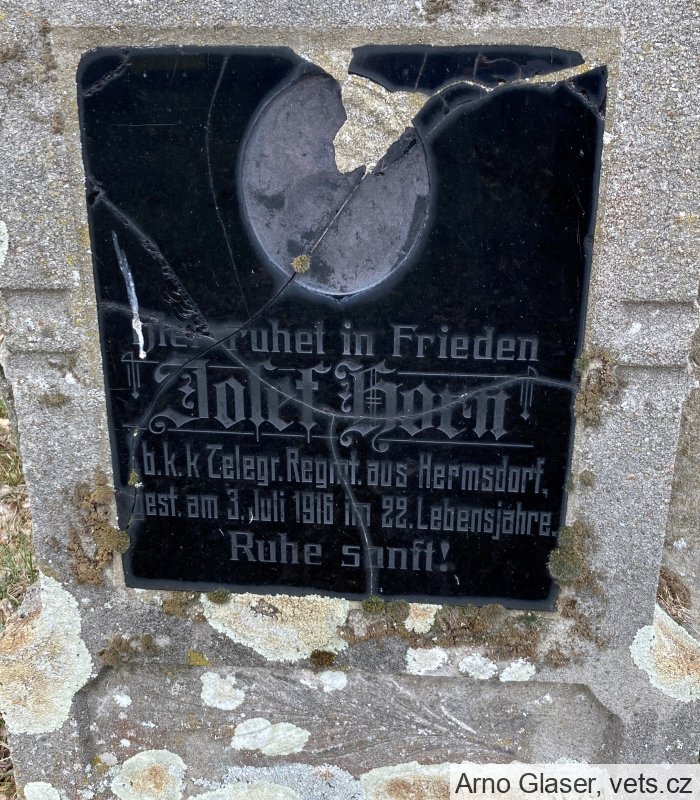 Hier ruhet in Frieden
Josef Horn
b. k. k Telegr. Regmt. aus Hermsdorf,
gest. am 3. Juli 1916 im 22. Lebensjahre.
Ruhe sanft!
Arno Glaser, vets.cz